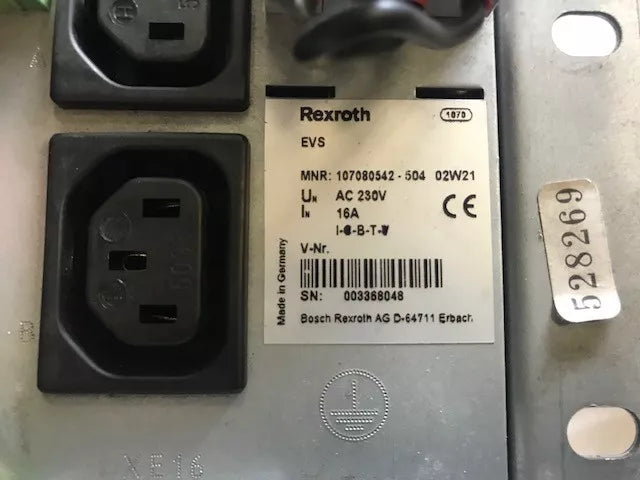 Rexroth
1070
EVS
MNR: 107080542-504 02W21
UN AC 230V
IN 16A
CE
V-Nr.
SN: 003368048
Bosch Rexroth AG D-64711 Erbach
Made in Germany
528269
XE16